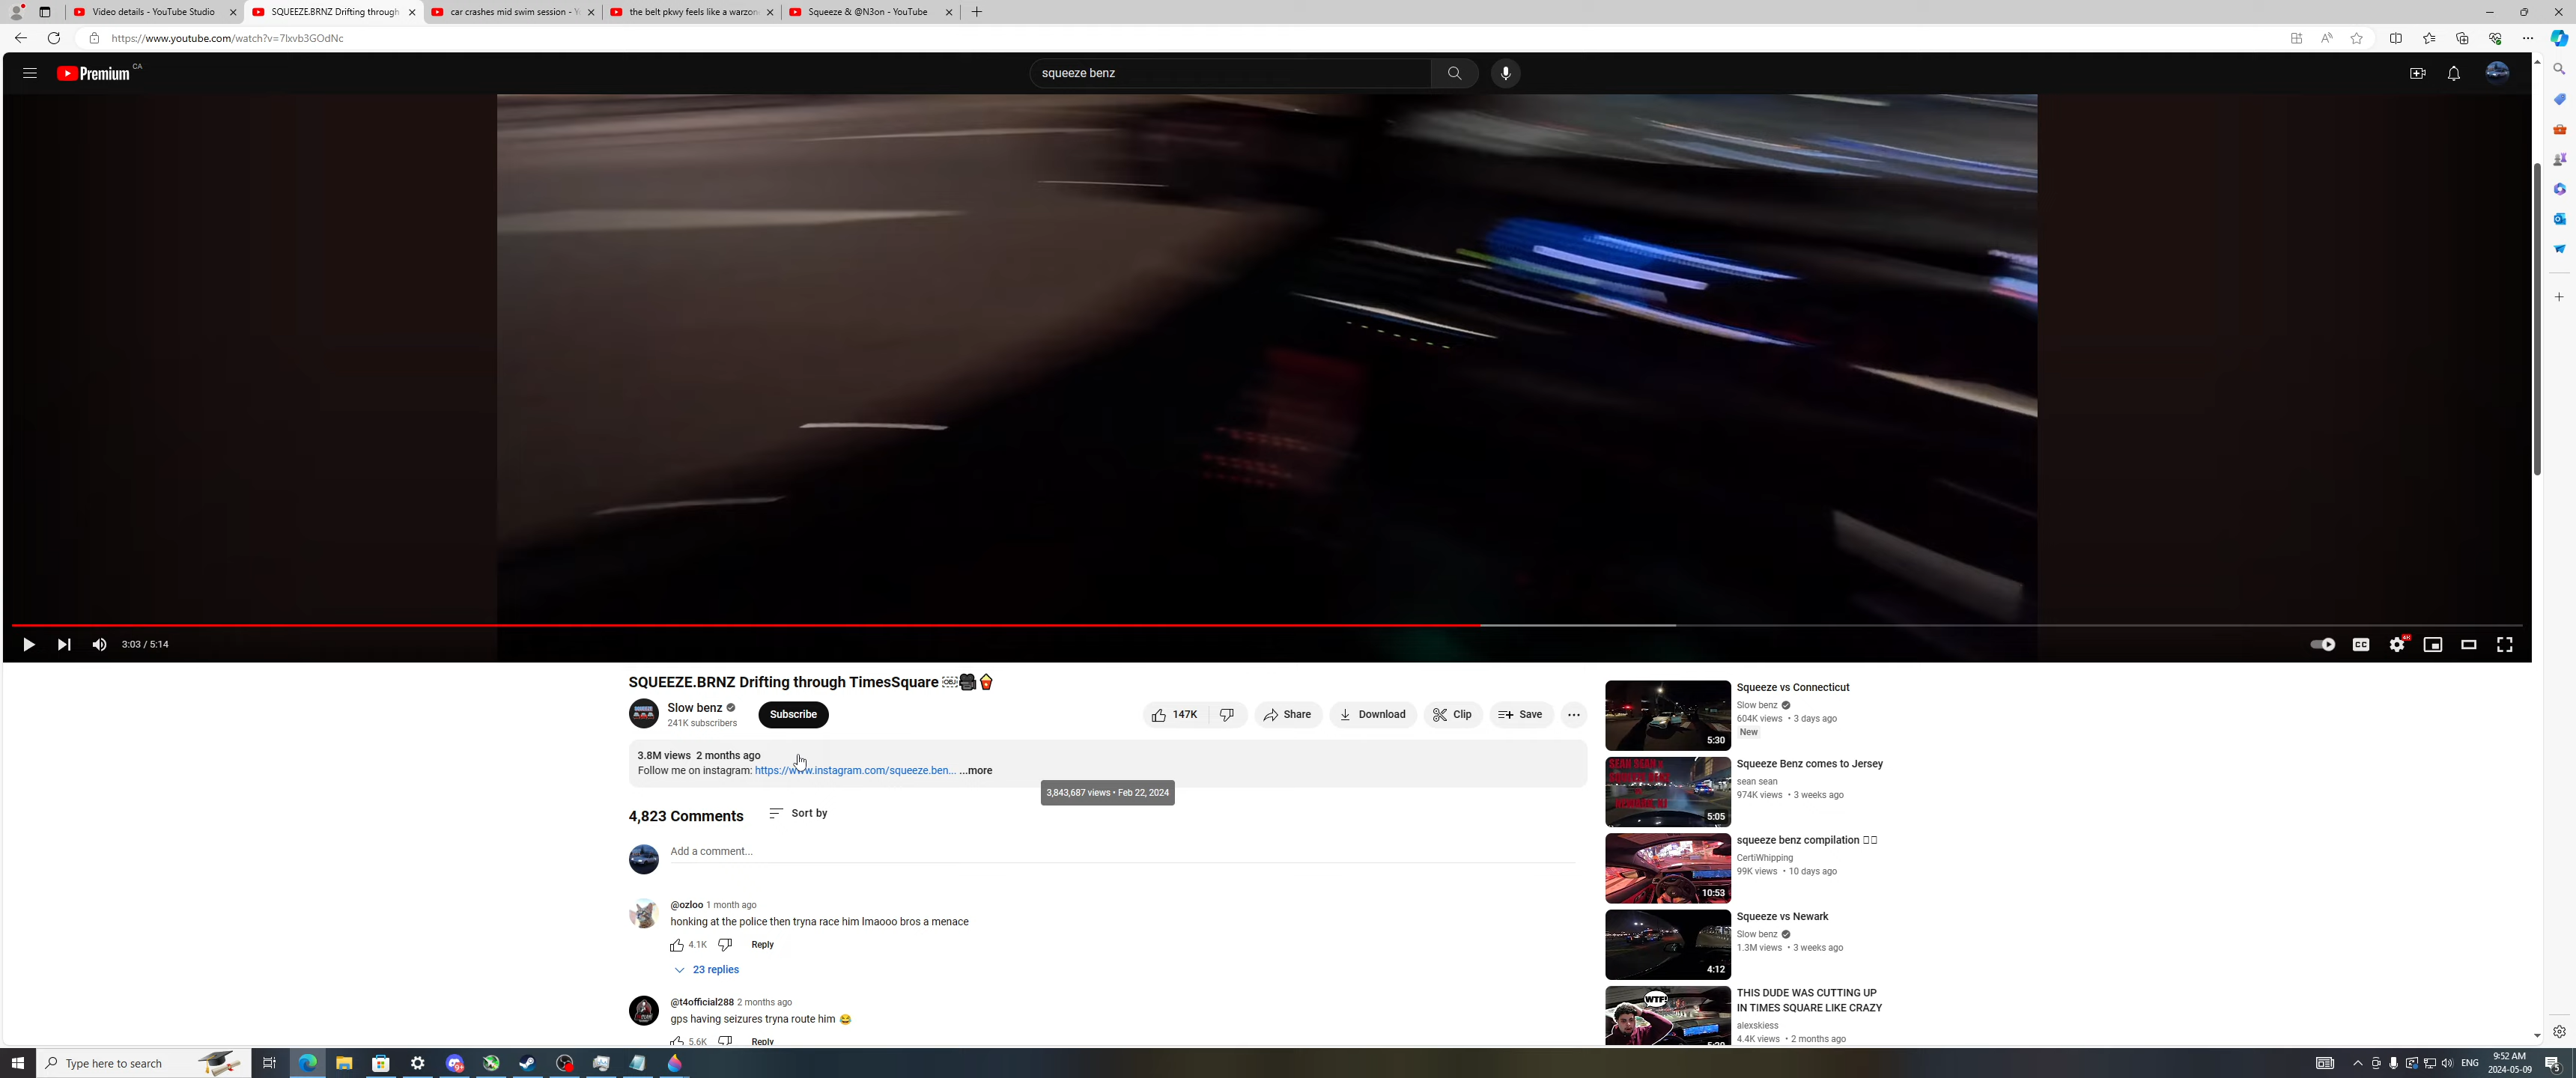 Video details - YouTube Studio
SQUEEZE.BRNZ Drifting through
car crashes mid swim session - Y
the belt pkwy feels like a warzone
Squeeze & @N3on - YouTube
https://www.youtube.com/watch?v=7lxvb3GOdNc
Premium CA
squeeze benz
3:03 / 5:14
SQUEEZE.BRNZ Drifting through TimesSquare OBJ🎥🍿
Slow benz
241K subscribers
Subscribe
147K
Share
Download
Clip
Save
3.8M views 2 months ago
Follow me on instagram: https://www.instagram.com/squeeze.ben... ...more
3,843,687 views • Feb 22, 2024
4,823 Comments
Sort by
Add a comment...
@ozloo 1 month ago
honking at the police then tryna race him lmaooo bros a menace
4.1K Reply
23 replies
@t4official288 2 months ago
gps having seizures tryna route him 😂
5.6K Reply
Squeeze vs Connecticut
Slow benz
604K views • 3 days ago
New
5:30
Squeeze Benz comes to Jersey
sean sean
974K views • 3 weeks ago
5:05
squeeze benz compilation
CertiWhipping
99K views • 10 days ago
10:53
Squeeze vs Newark
Slow benz
1.3M views • 3 weeks ago
4:12
WTF!
THIS DUDE WAS CUTTING UP
IN TIMES SQUARE LIKE CRAZY
alexskiess
4.4K views • 2 months ago
Type here to search
ENG
9:52 AM
2024-05-09